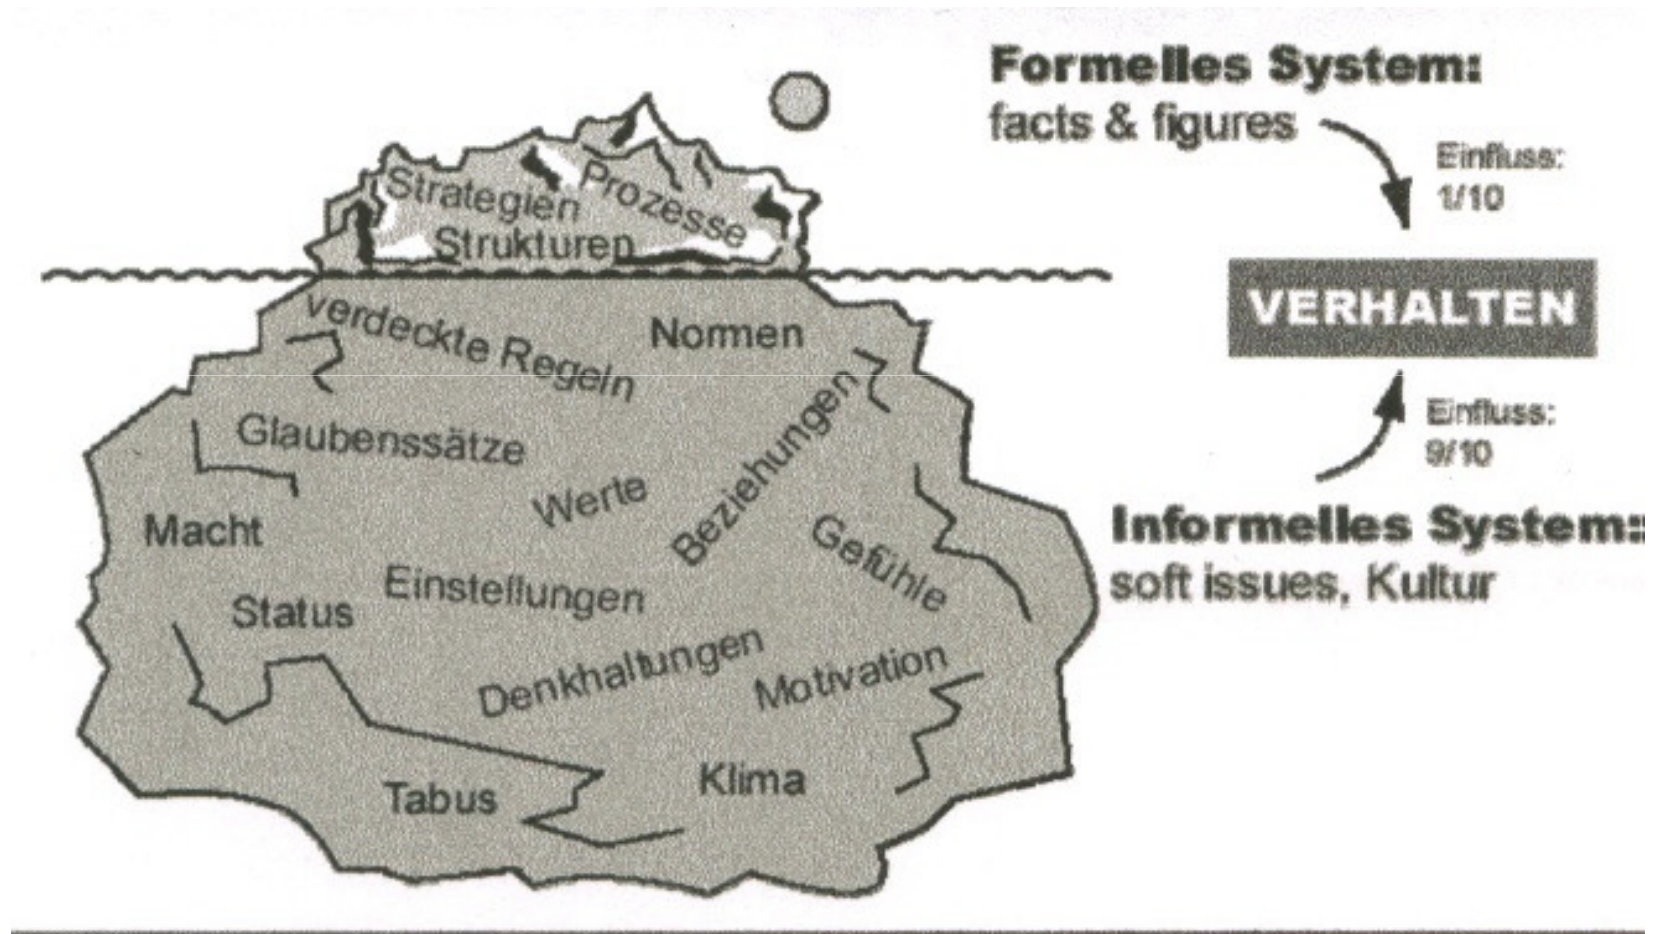 Formelles System:
facts & figures
Einfluss:
1/10
Strategien
Prozesse
Strukturen
VERHALTEN
verdeckte Regeln
Normen
Beziehungen
Einfluss:
9/10
Glaubenssätze
Werte
Macht
Gefühle
Informelles System:
soft issues, Kultur
Einstellungen
Status
Denkhaltungen
Motivation
Klima
Tabus